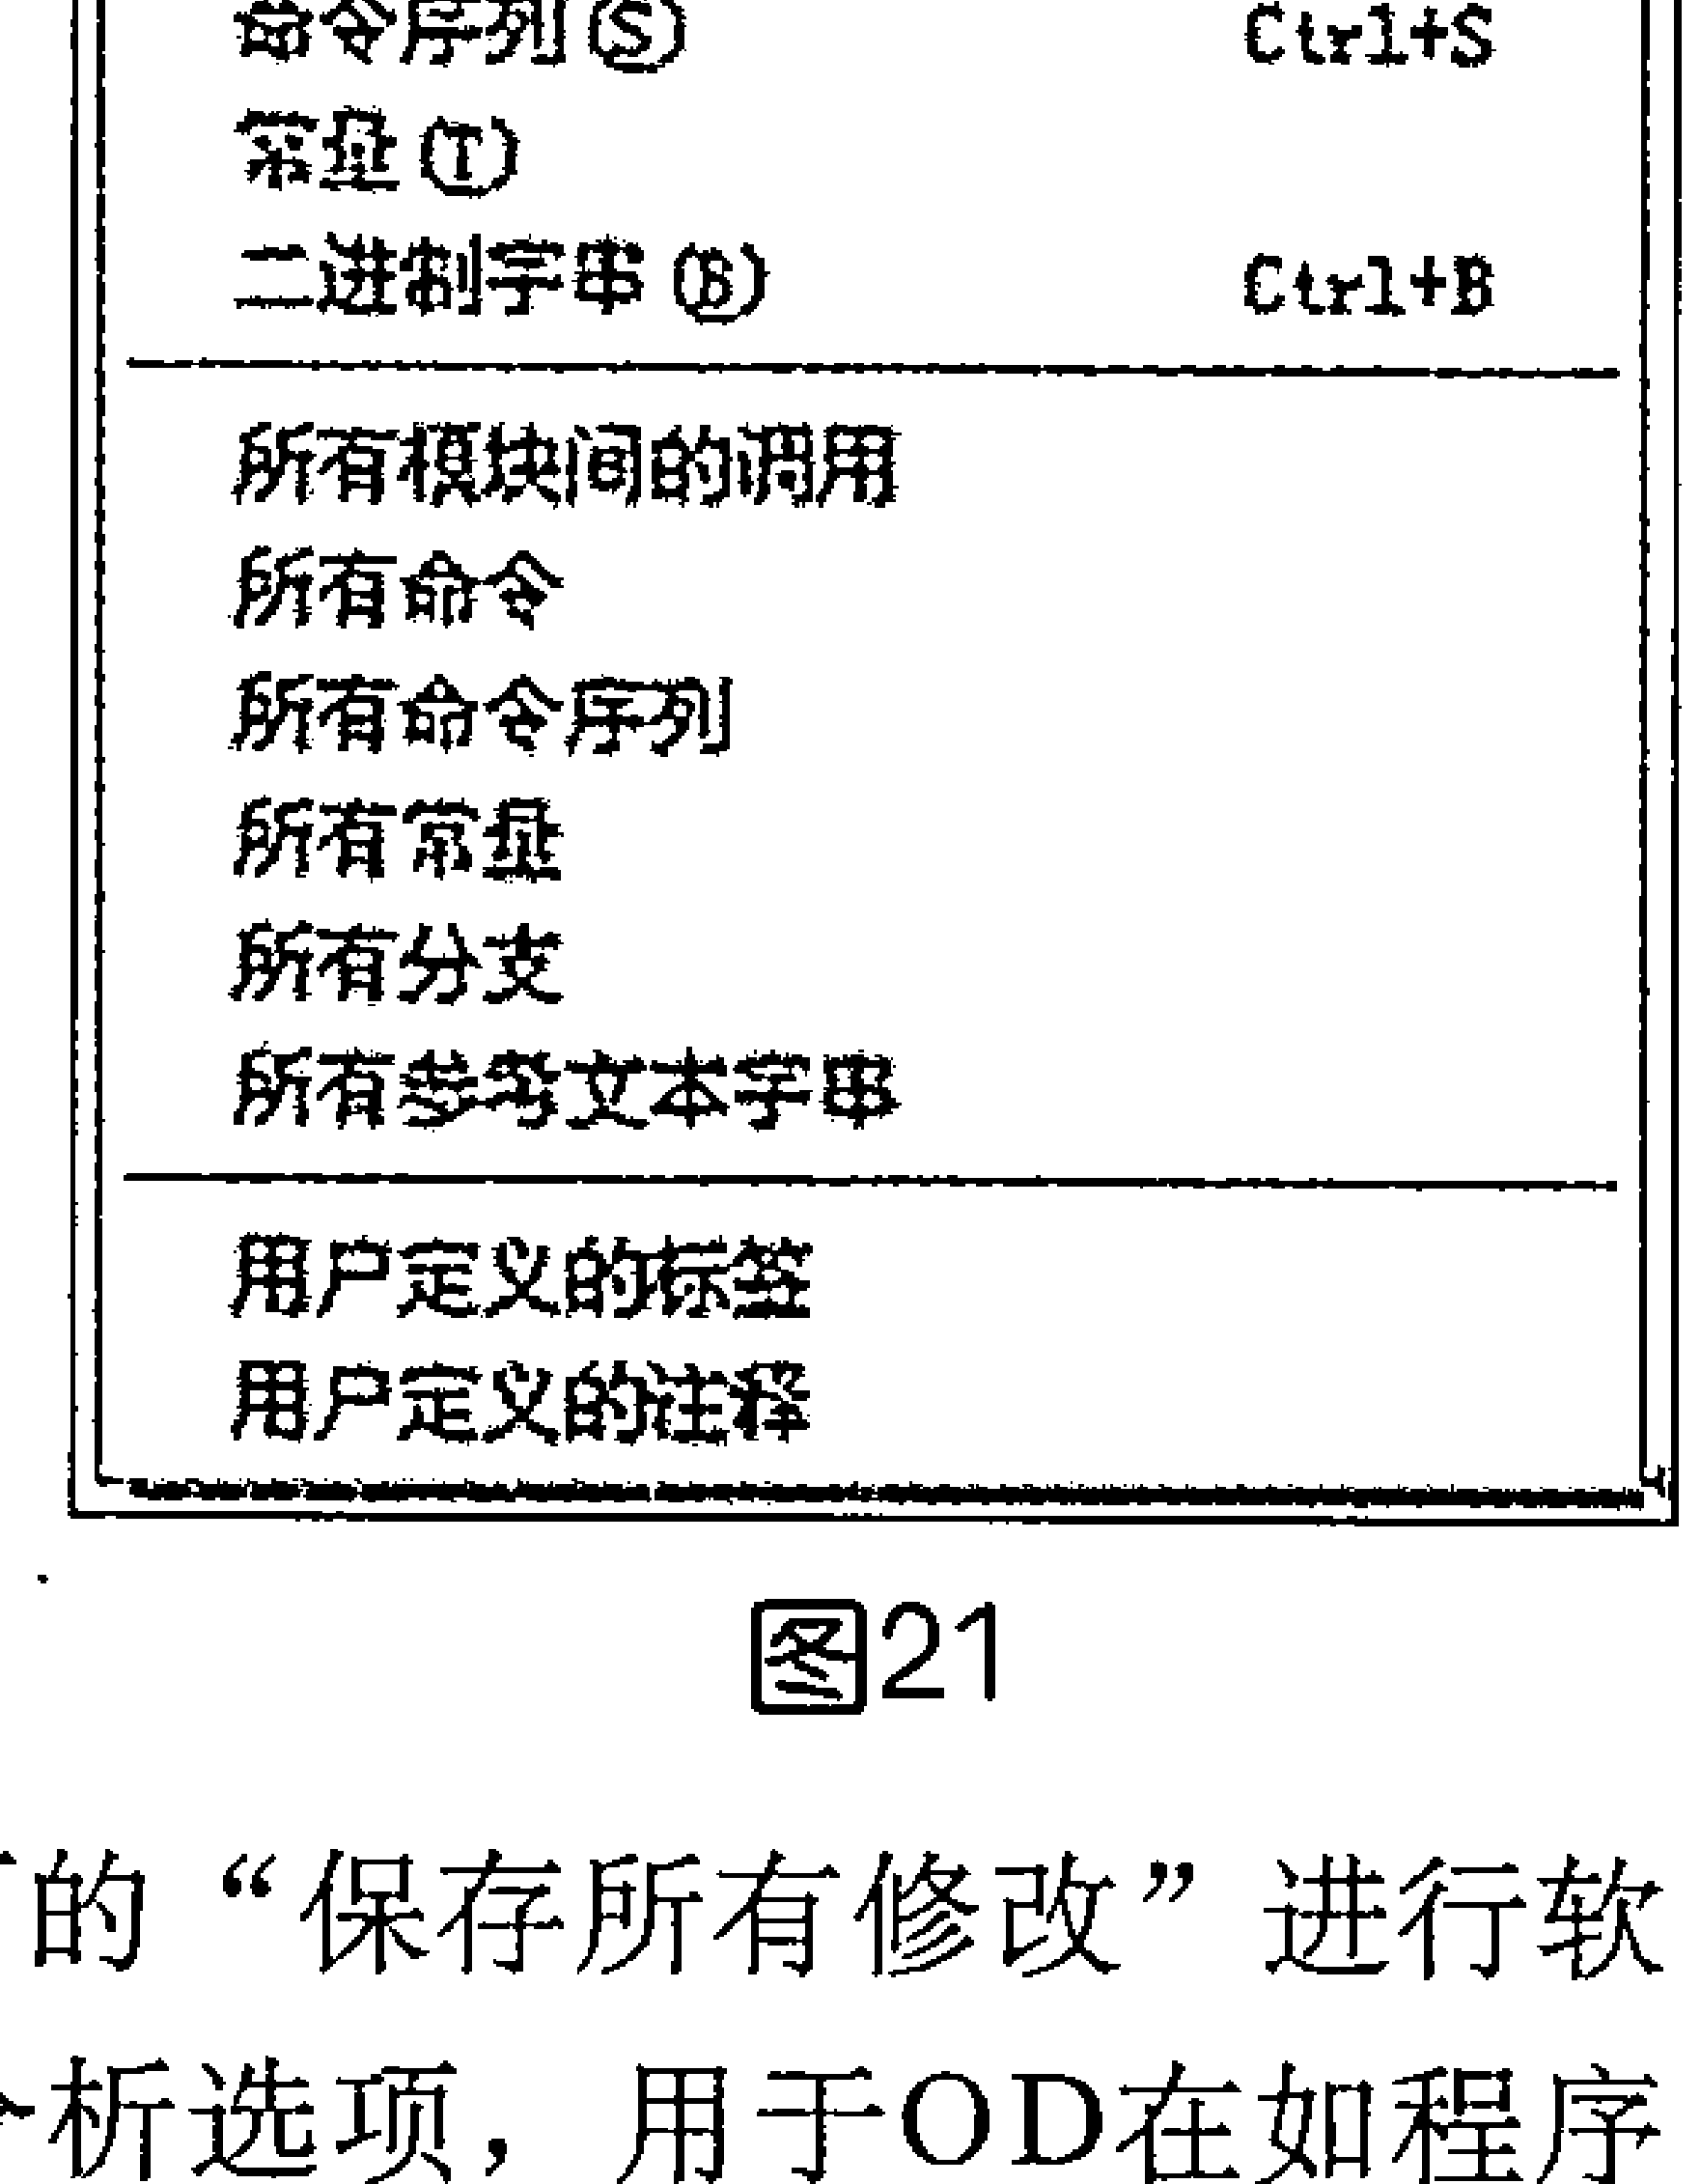 命令序列(S) Ctrl+S
常量(T)
二进制字串(B) Ctrl+B
所有模块间的调用
所有命令
所有命令序列
所有常量
所有分支
所有参考文本字串
用户定义的标签
用户定义的注释
图21
的“保存所有修改”进行软
析选项，用于OD在如程序